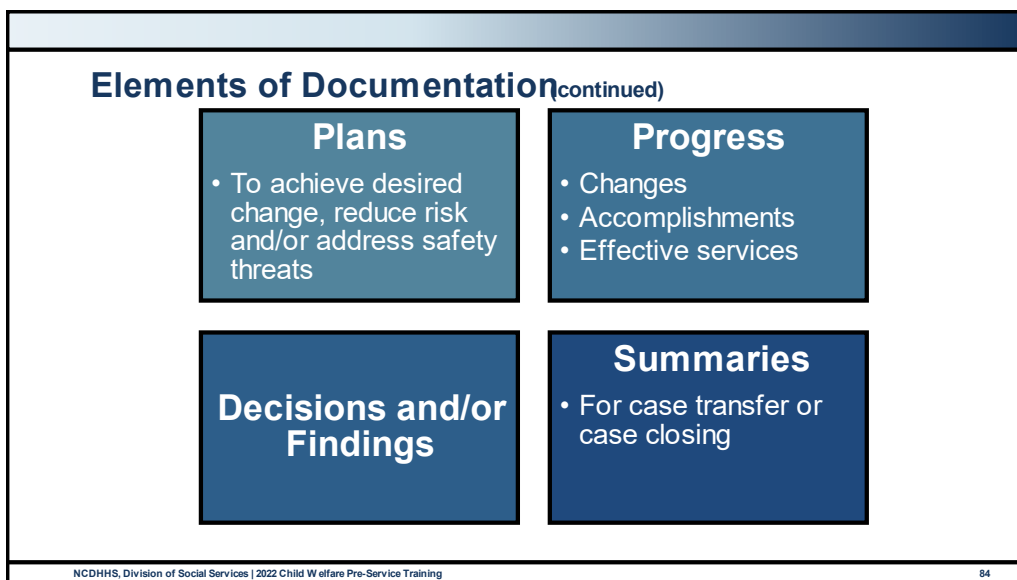 Elements of Documentation (continued)
Plans
• To achieve desired
change, reduce risk
and/or address safety
threats
Progress
• Changes
• Accomplishments
• Effective services
Decisions and/or
Findings
Summaries
• For case transfer or
case closing
NCDHHS, Division of Social Services | 2022 Child Welfare Pre-Service Training
84